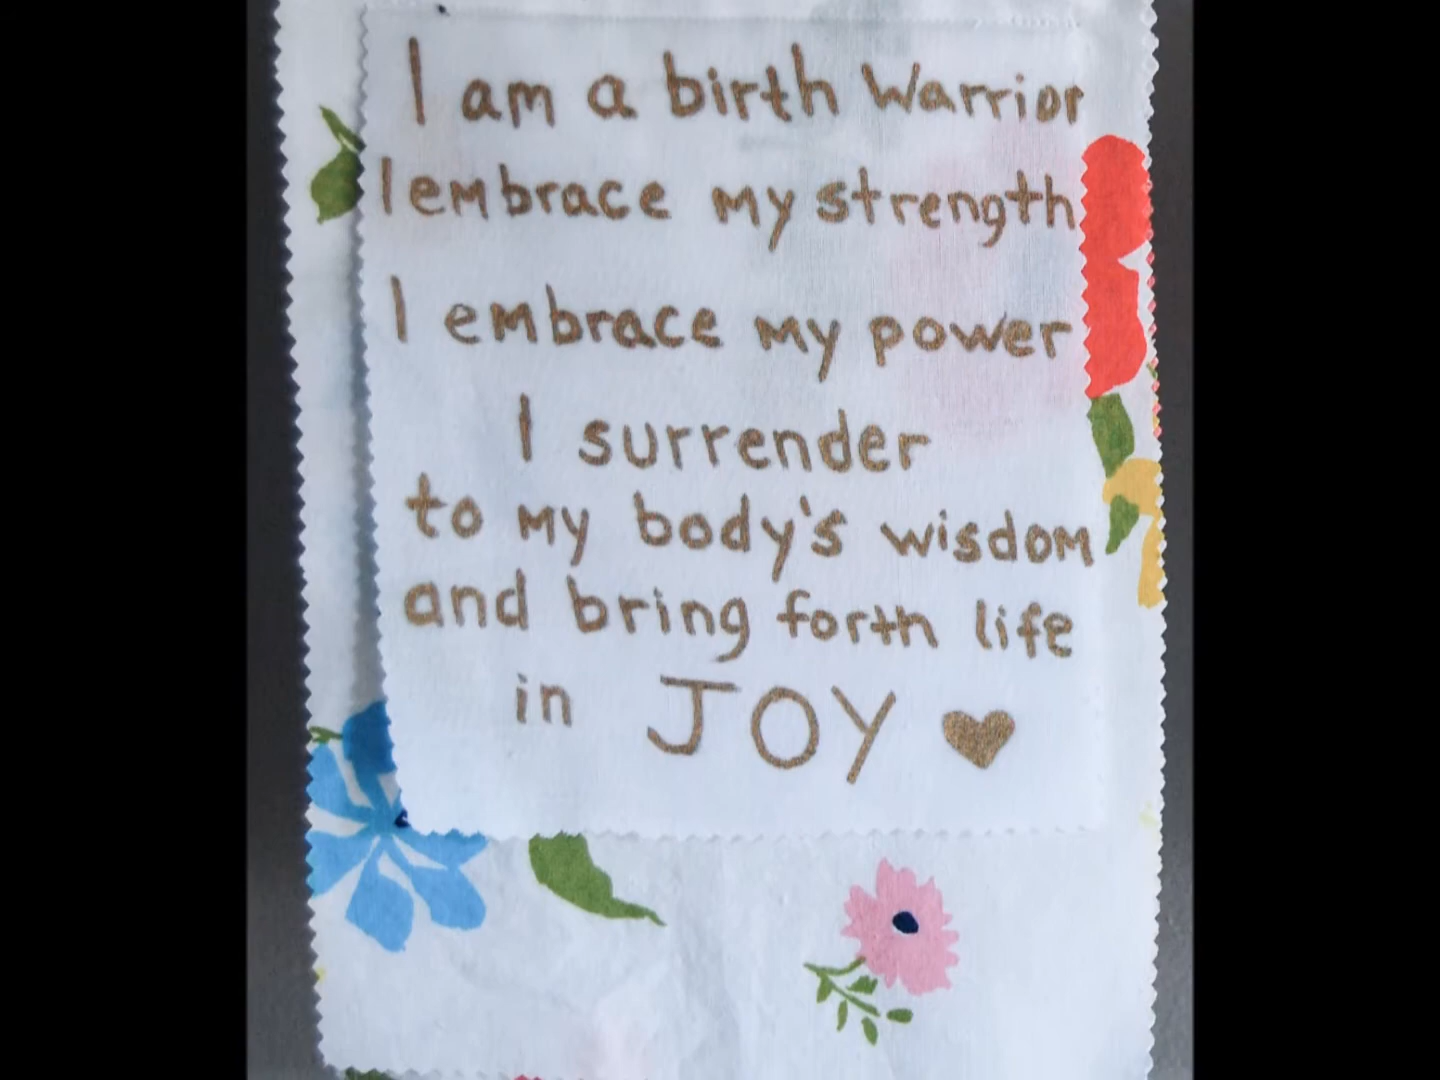 I am a birth Warrior
I embrace my strength
I embrace my power
I surrender
to my body's wisdom
and bring forth life
in JOY